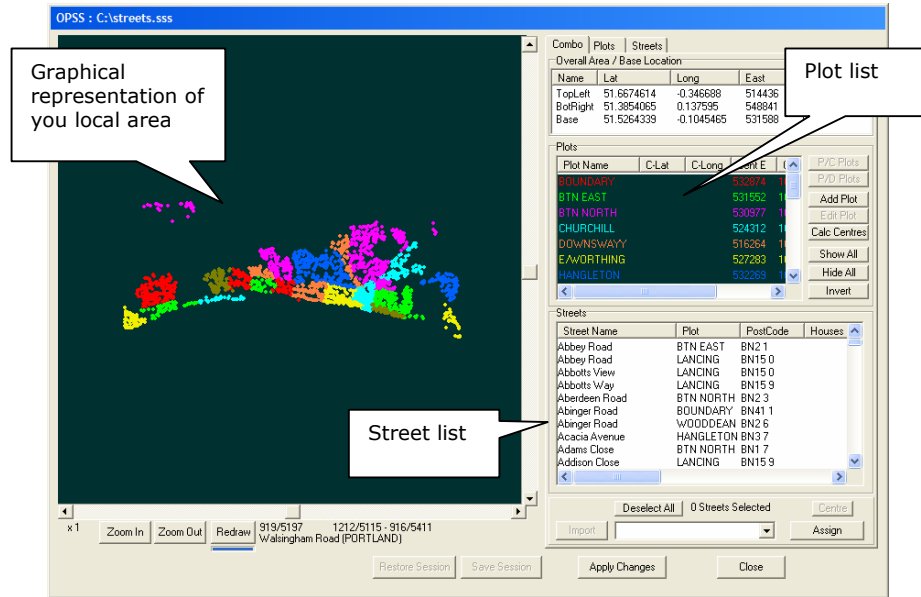 OPSS : C:\streets.sss
Graphical
representation of
you local area
Combo Plots Streets
Overall Area / Base Location
Name Lat Long East
TopLeft 51.6674614 -0.346688 514436
BotRight 51.3854065 0.137595 548841
Base 51.5264339 -0.1045465 531588
Plot list
Plots
Plot Name C-Lat C-Long
BOUNDARY 532874
BTN EAST 531552
BTN NORTH 530977
CHURCHILL 524312
DOWNSWAYY 516264
E/WORTHING 527283
HANGLETON 532269
P/C Plots
P/D Plots
Add Plot
Edit Plot
Calc Centres
Show All
Hide All
Invert
Streets
Street Name Plot PostCode Houses
Abbey Road BTN EAST BN2 1
Abbey Road LANCING BN15 0
Abbotts View LANCING BN15 0
Abbotts Way LANCING BN15 9
Aberdeen Road BTN NORTH BN2 3
Abinger Road BOUNDARY BN41 1
Abinger Road WOODDEAN BN2 6
Acacia Avenue HANGLETON BN3 7
Adams Close BTN NORTH BN1 7
Addison Close LANCING BN15 9
Street list
Deselect All 0 Streets Selected Centre
Import Assign
x 1 Zoom In Zoom Out Redraw 919/5197 1212/5115 - 916/5411
Walsingham Road (PORTLAND)
Restore Session Save Session Apply Changes Close